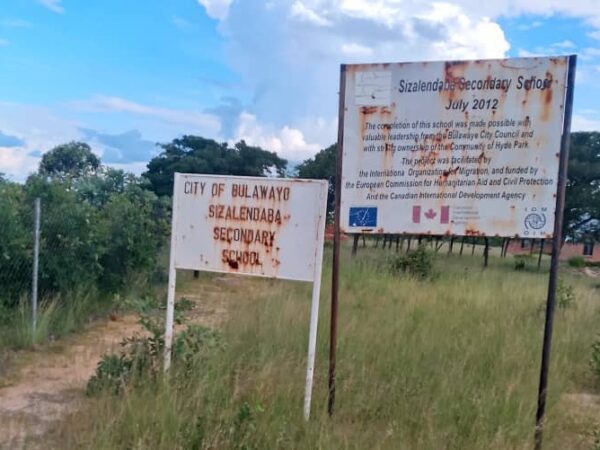 CITY OF BULAWAYO
SIZALENDABA
SECONDARY
SCHOOL
Sizalendaba Secondary School
July 2012
The completion of this school was made possible with
valuable leadership from the Bulawayo City Council and
with strong ownership of the Community of Hyde Park
The project was facilitated by
the International Organization for Migration, and funded by
the European Commission for Humanitarian Aid and Civil Protection
And the Canadian International Development Agency
IOM
OIM